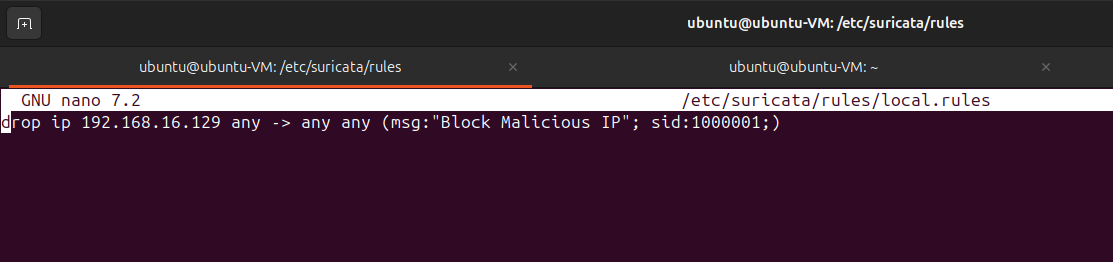 ubuntu@ubuntu-VM: /etc/suricata/rules
ubuntu@ubuntu-VM: /etc/suricata/rules × ubuntu@ubuntu-VM: ~ ×
GNU nano 7.2 /etc/suricata/rules/local.rules
drop ip 192.168.16.129 any -> any any (msg:"Block Malicious IP"; sid:1000001;)